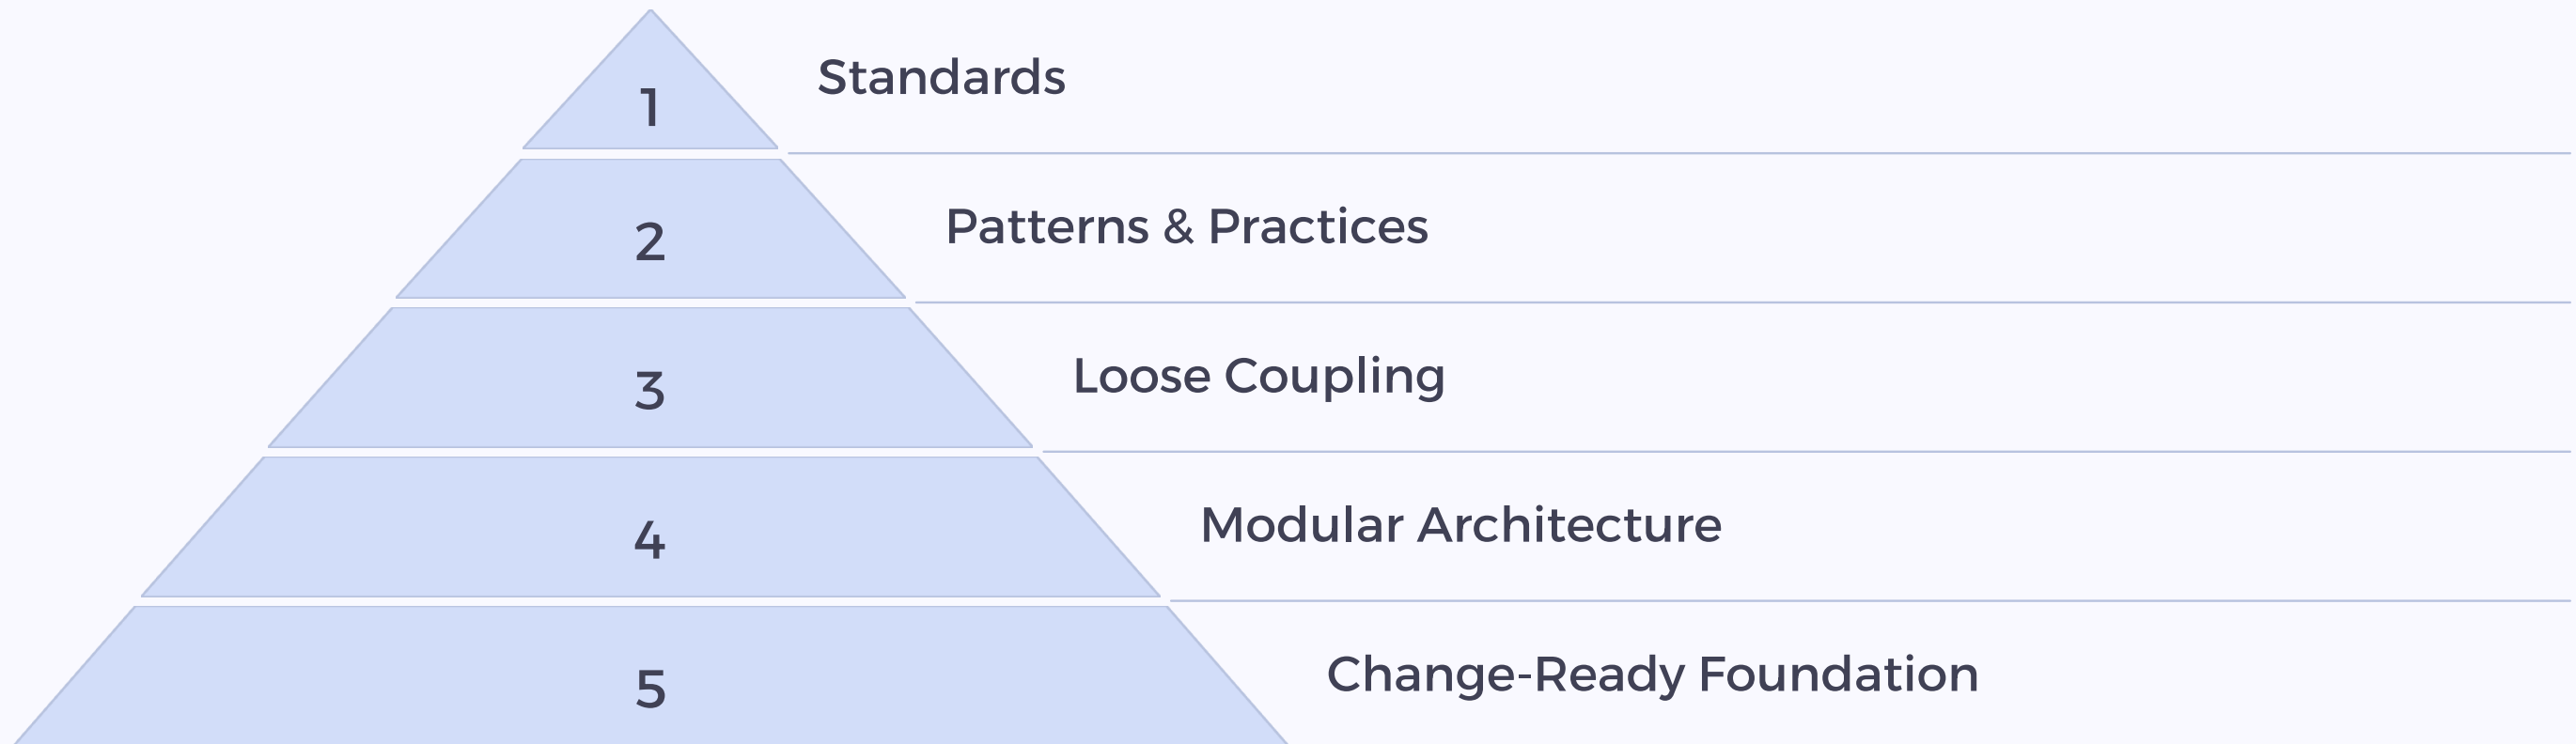 1 Standards
2 Patterns & Practices
3 Loose Coupling
4 Modular Architecture
5 Change-Ready Foundation